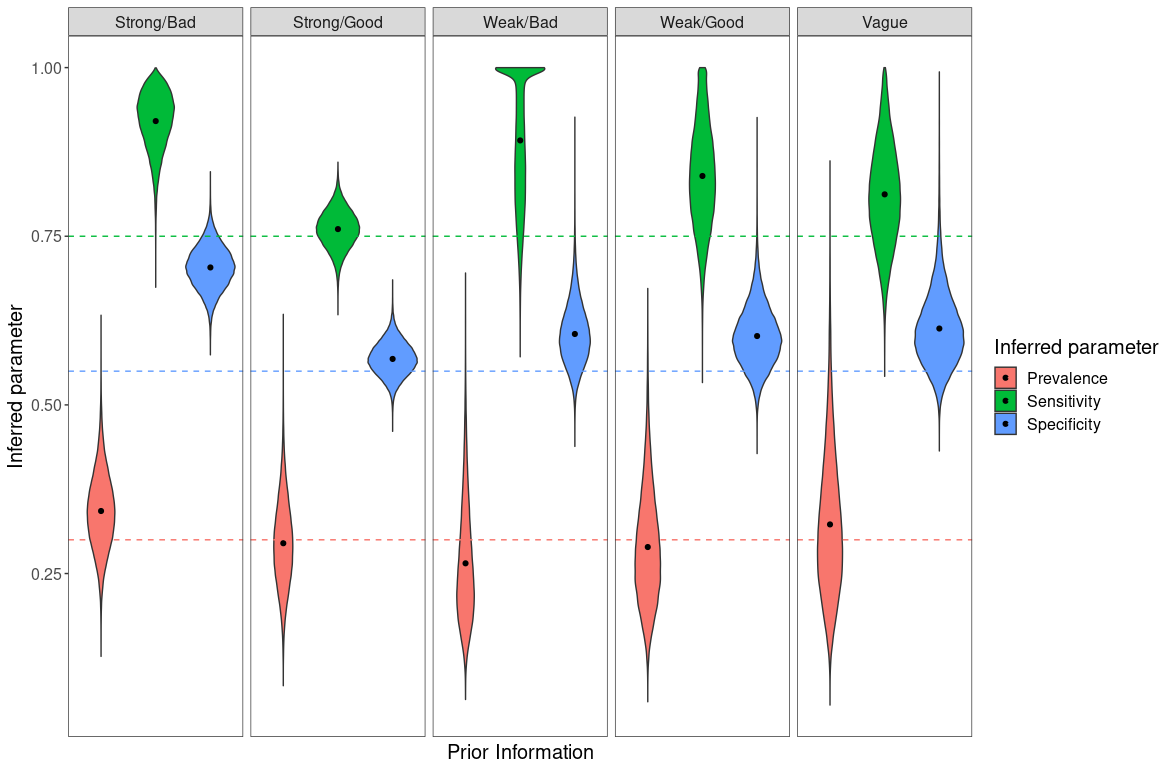 Strong/Bad
Strong/Good
Weak/Bad
Weak/Good
Vague
1.00
0.75
0.50
0.25
Inferred parameter
Prior Information
Inferred parameter
Prevalence
Sensitivity
Specificity